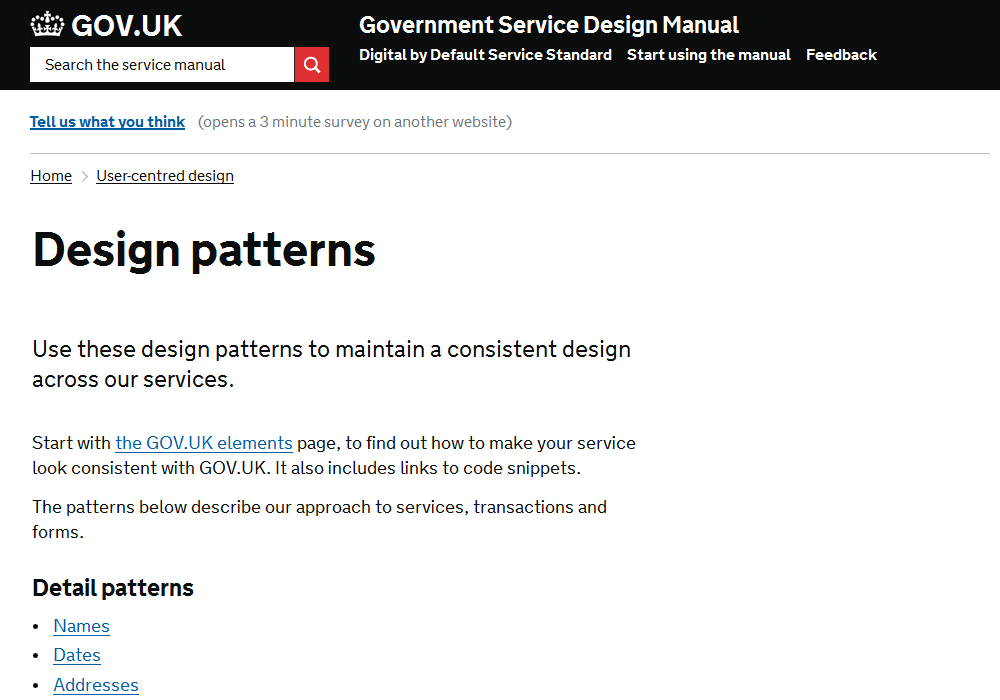 GOV.UK
Government Service Design Manual
Search the service manual
Digital by Default Service Standard Start using the manual Feedback
Tell us what you think (opens a 3 minute survey on another website)
Home User-centred design
Design patterns
Use these design patterns to maintain a consistent design
across our services.
Start with the GOV.UK elements page, to find out how to make your service
look consistent with GOV.UK. It also includes links to code snippets.
The patterns below describe our approach to services, transactions and
forms.
Detail patterns
• Names
• Dates
• Addresses